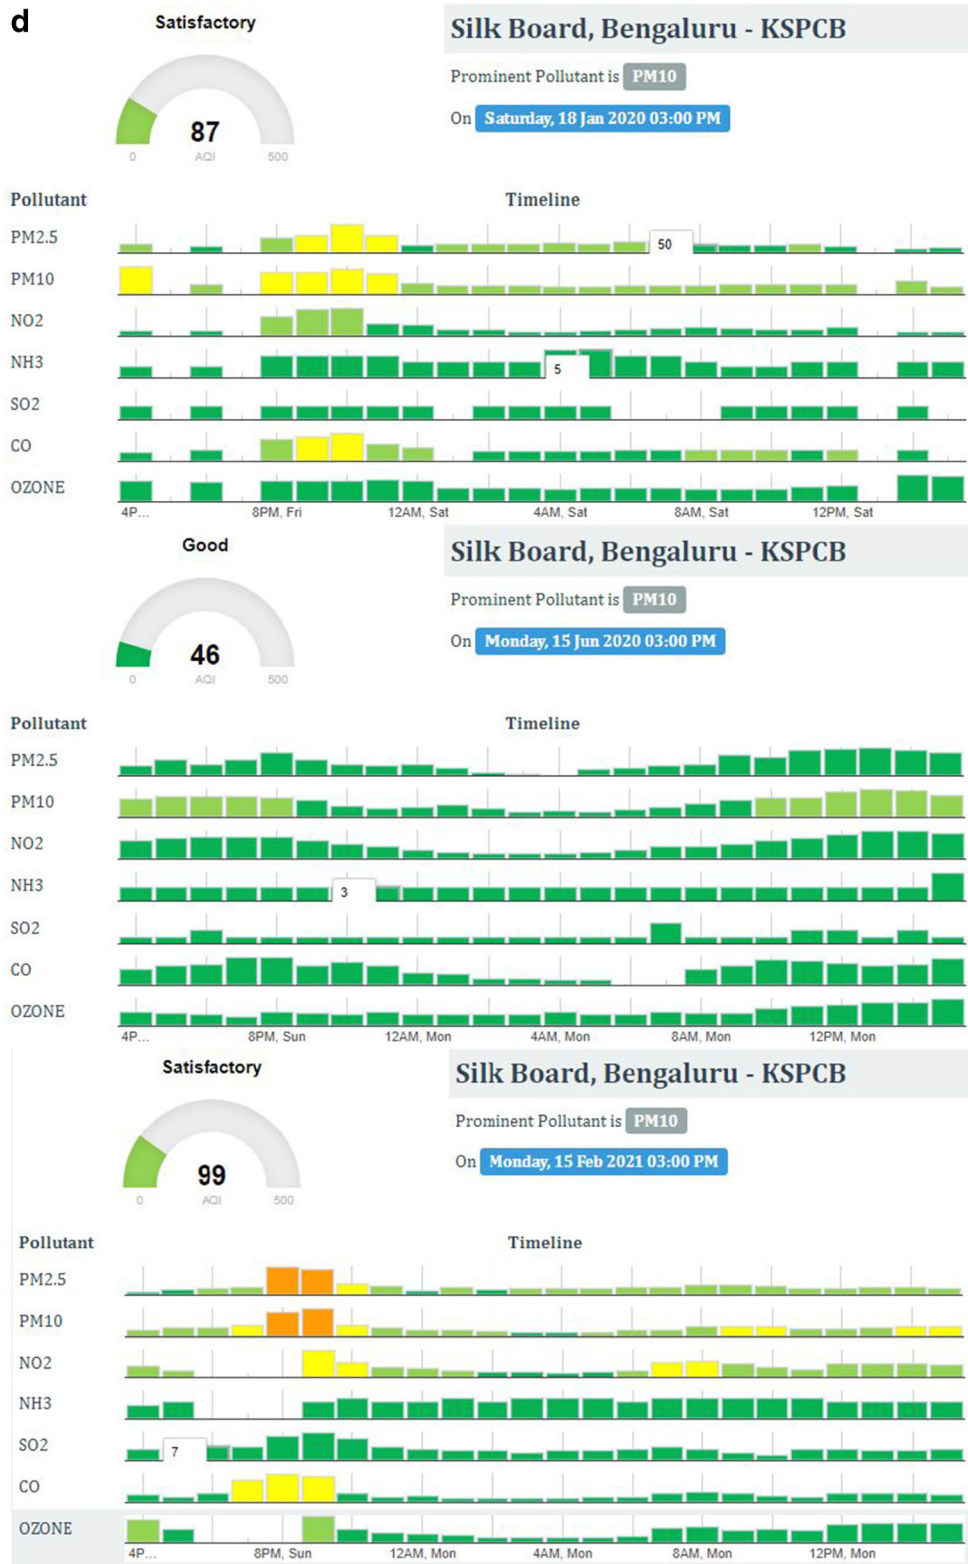 d
Satisfactory
Silk Board, Bengaluru - KSPCB
Prominent Pollutant is PM10
On Saturday, 18 Jan 2020 03:00 PM
87
0 AQI 500
Pollutant Timeline
PM2.5 50
PM10
NO2
NH3 5
SO2
CO
OZONE
4P... 8PM, Fri 12AM, Sat 4AM, Sat 8AM, Sat 12PM, Sat
Good
Silk Board, Bengaluru - KSPCB
Prominent Pollutant is PM10
On Monday, 15 Jun 2020 03:00 PM
46
0 AQI 500
Pollutant Timeline
PM2.5
PM10
NO2
NH3 3
SO2
CO
OZONE
4P... 8PM, Sun 12AM, Mon 4AM, Mon 8AM, Mon 12PM, Mon
Satisfactory
Silk Board, Bengaluru - KSPCB
Prominent Pollutant is PM10
On Monday, 15 Feb 2021 03:00 PM
99
0 AQI 500
Pollutant Timeline
PM2.5
PM10
NO2
NH3
SO2 7
CO
OZONE
4P... 8PM, Sun 12AM, Mon 4AM, Mon 8AM, Mon 12PM, Mon